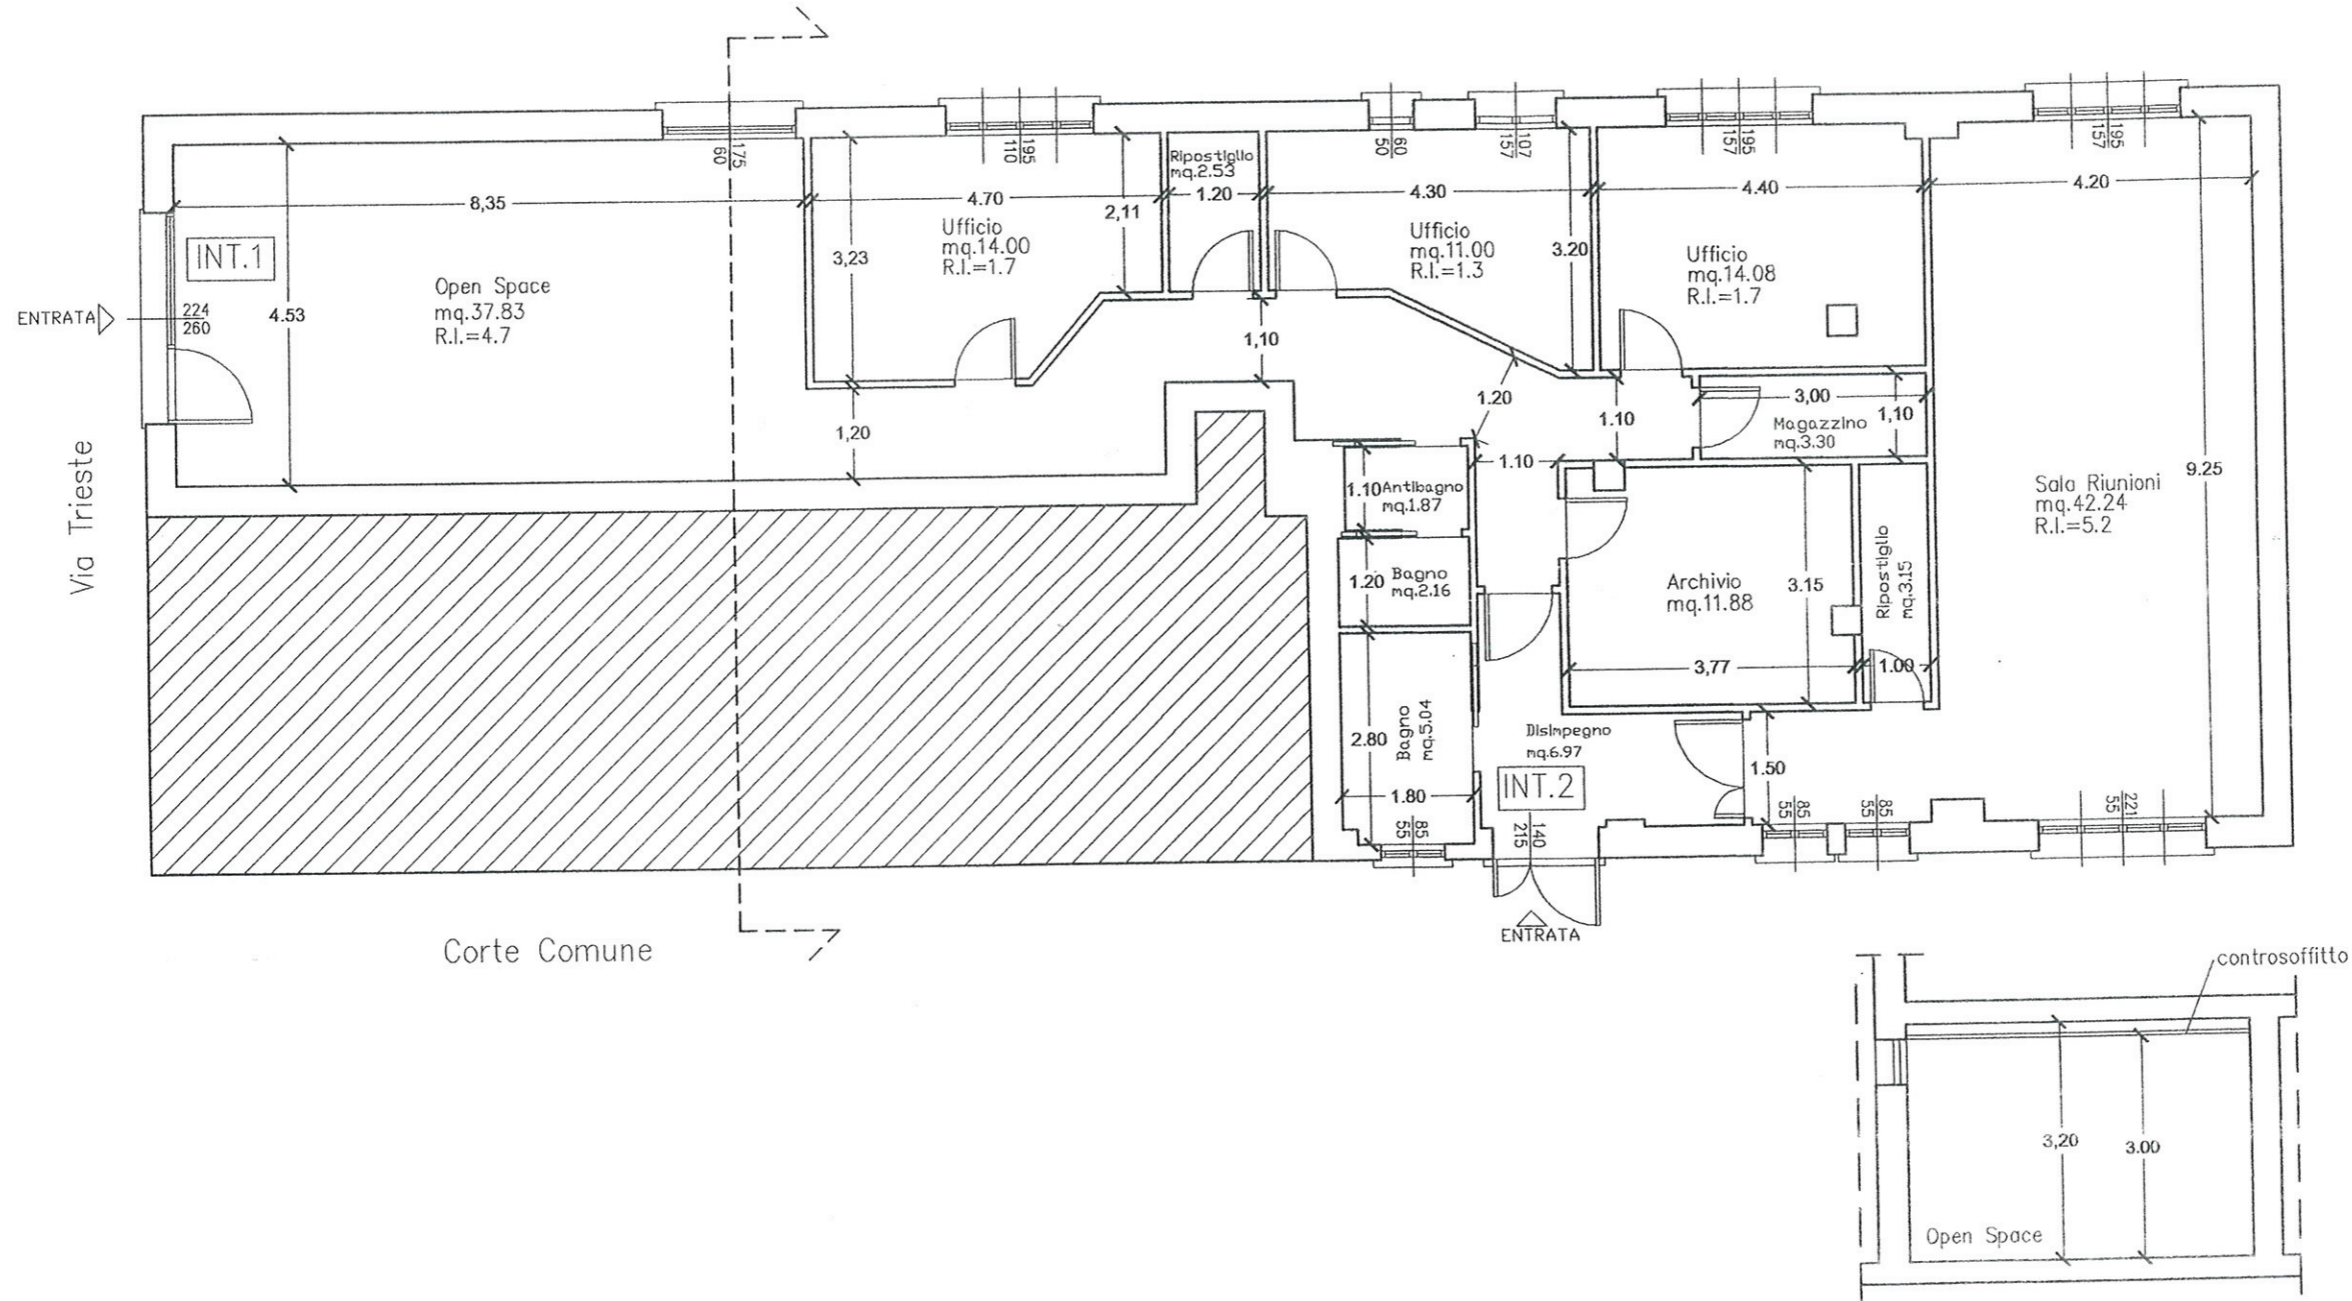 175
60
195
110
60
50
107
157
195
157
195
157
Ripostiglio
mq.2.53
8,35
4.70
1.20
4.30
4.40
4.20
2,11
3,23
3.20
Ufficio
mq.14.00
R.I.=1.7
Ufficio
mq.11.00
R.I.=1.3
Ufficio
mq.14.08
R.I.=1.7
INT.1
Open Space
mq.37.83
R.I.=4.7
ENTRATA
224
260
4.53
1,10
1,20
1.20
1.10
3,00
1,10
Magazzino
mq.3.30
Via Trieste
1.10
1.10
Antibagno
mq.1.87
9.25
Sala Riunioni
mq.42.24
R.I.=5.2
1.20
Bagno
mq.2.16
Archivio
mq.11.88
3.15
Ripostiglio
mq.3.15
3,77
1.00
Bagno
mq.5.04
2.80
1.80
Disimpegno
mq.6.97
INT.2
1.50
85
55
140
215
85
55
85
55
221
55
ENTRATA
Corte Comune
controsoffitto
3,20
3.00
Open Space